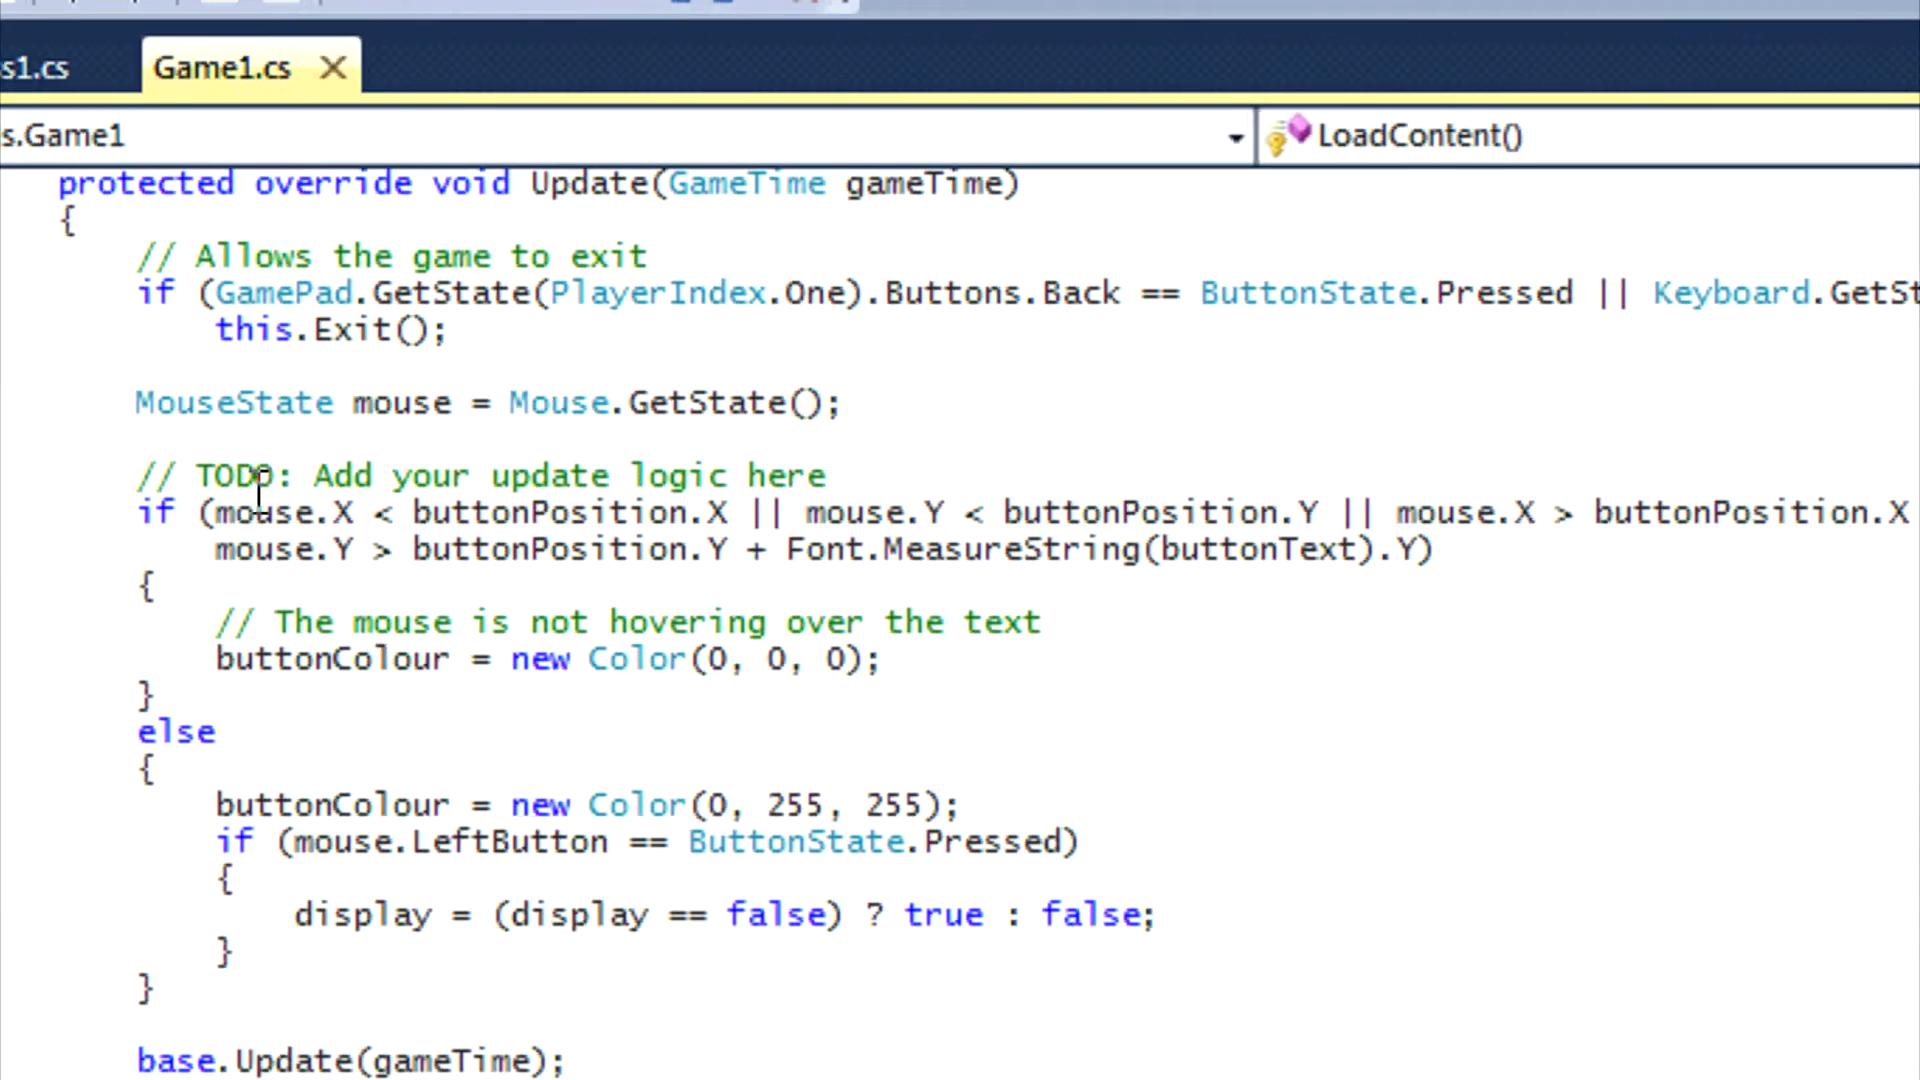 s1.cs
Game1.cs
s.Game1
LoadContent()
protected override void Update(GameTime gameTime)
{
// Allows the game to exit
if (GamePad.GetState(PlayerIndex.One).Buttons.Back == ButtonState.Pressed || Keyboard.GetSt
this.Exit();
MouseState mouse = Mouse.GetState();
// TODO: Add your update logic here
if (mouse.X < buttonPosition.X || mouse.Y < buttonPosition.Y || mouse.X > buttonPosition.X
mouse.Y > buttonPosition.Y + Font.MeasureString(buttonText).Y)
{
// The mouse is not hovering over the text
buttonColour = new Color(0, 0, 0);
}
else
{
buttonColour = new Color(0, 255, 255);
if (mouse.LeftButton == ButtonState.Pressed)
{
display = (display == false) ? true : false;
}
}
base.Update(gameTime);